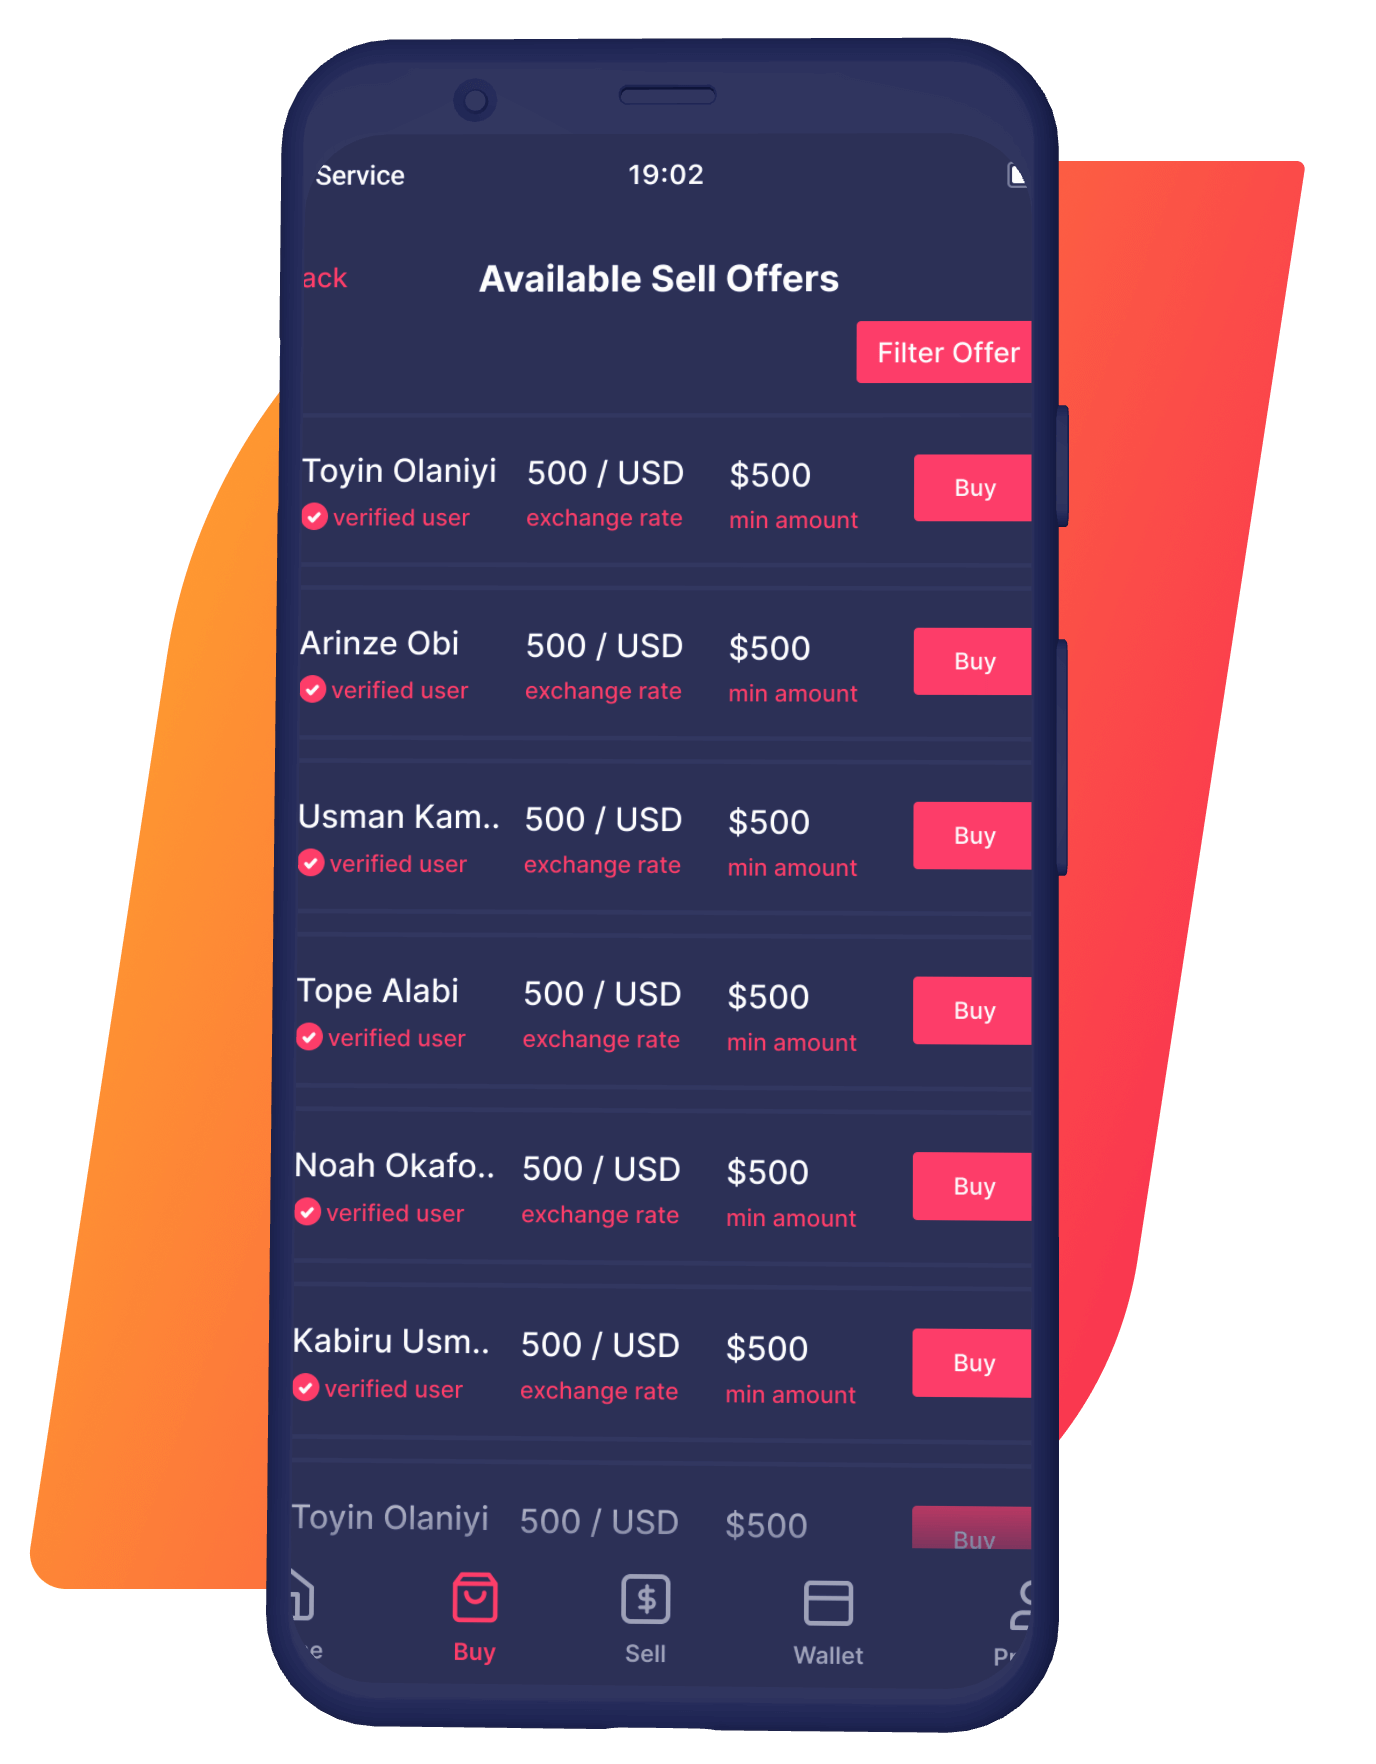 Service 19:02
ack Available Sell Offers
Filter Offer
Toyin Olaniyi 500 / USD $500 Buy
verified user exchange rate min amount
Arinze Obi 500 / USD $500 Buy
verified user exchange rate min amount
Usman Kam.. 500 / USD $500 Buy
verified user exchange rate min amount
Tope Alabi 500 / USD $500 Buy
verified user exchange rate min amount
Noah Okafo.. 500 / USD $500 Buy
verified user exchange rate min amount
Kabiru Usm.. 500 / USD $500 Buy
verified user exchange rate min amount
Toyin Olaniyi 500 / USD $500 Buy
$
e Buy Sell Wallet Pr